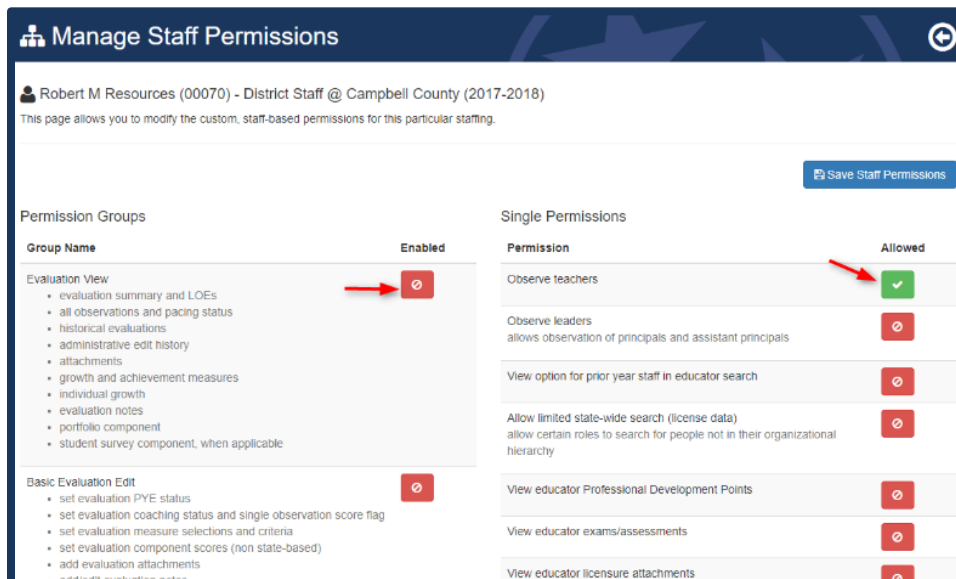 Manage Staff Permissions
Robert M Resources (00070) - District Staff @ Campbell County (2017-2018)
This page allows you to modify the custom, staff-based permissions for this particular staffing.
Save Staff Permissions
Permission Groups
Group Name Enabled
Evaluation View
• evaluation summary and LOEs
• all observations and pacing status
• historical evaluations
• administrative edit history
• attachments
• growth and achievement measures
• individual growth
• evaluation notes
• portfolio component
• student survey component, when applicable
Basic Evaluation Edit
• set evaluation PYE status
• set evaluation coaching status and single observation score flag
• set evaluation measure selections and criteria
• set evaluation component scores (non state-based)
• add evaluation attachments
Single Permissions
Permission Allowed
Observe teachers
Observe leaders
allows observation of principals and assistant principals
View option for prior year staff in educator search
Allow limited state-wide search (license data)
allow certain roles to search for people not in their organizational
hierarchy
View educator Professional Development Points
View educator exams/assessments
View educator licensure attachments